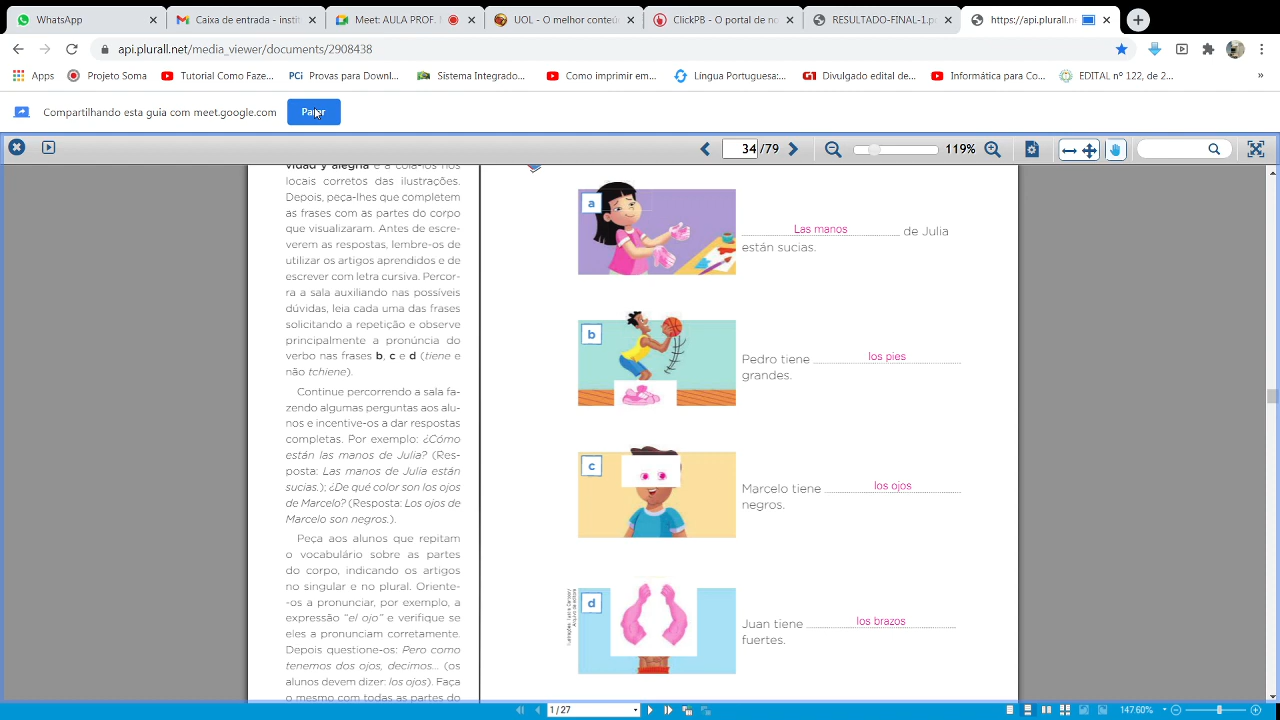 WhatsApp
Caixa de entrada - instit
Meet: AULA PROF. M
UOL - O melhor conteú
ClickPB - O portal de no
RESULTADO-FINAL-1.p
https://api.plurall.n
api.plurall.net/media_viewer/documents/2908438
Apps
Projeto Soma
Tutorial Como Faze...
PCi Provas para Downl...
Sistema Integrado...
Como imprimir em...
Língua Portuguesa...
G1 Divulgado edital de...
Informática para Co...
EDITAL nº 122, de 2...
»
Compartilhando esta guia com meet.google.com
Parar
34 /79
119%
vidad y alegria e a colá-los nos
locais corretos das ilustrações.
Depois, peça-lhes que completem
as frases com as partes do corpo
que visualizaram. Antes de escre-
verem as respostas, lembre-os de
utilizar os artigos aprendidos e de
escrever com letra cursiva. Percor-
ra a sala auxiliando nas possíveis
dúvidas, leia cada uma das frases
solicitando a repetição e observe
principalmente a pronúncia do
verbo nas frases b, c e d (tiene e
não tchiene).
Continue percorrendo a sala fa-
zendo algumas perguntas aos alu-
nos e incentive-os a dar respostas
completas. Por exemplo: ¿Cómo
están las manos de Julia? (Res-
posta: Las manos de Julia están
sucias.); ¿De qué color son los ojos
de Marcelo? (Resposta: Los ojos de
Marcelo son negros.).
Peça aos alunos que repitam
o vocabulário sobre as partes
do corpo, indicando os artigos
no singular e no plural. Oriente-
-os a pronunciar, por exemplo, a
expressão “el ojo” e verifique se
eles a pronunciam corretamente.
Depois questione-os: Pero como
tenemos dos ojos, decimos... (os
alunos devem dizer: los ojos). Faça
o mesmo com todas as partes do
a
Las manos de Julia
están sucias.
b
Pedro tiene los pies
grandes.
c
Marcelo tiene los ojos
negros.
d
Juan tiene los brazos
fuertes.
1 / 27
147.60%